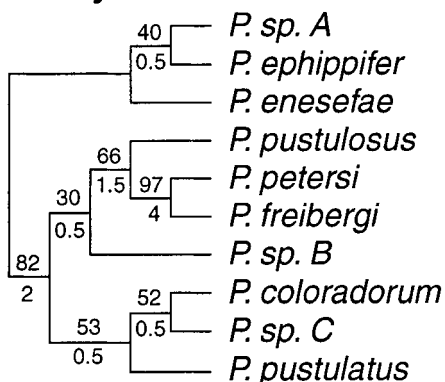 P. sp. A
40
0.5
P. ephippifer
P. enesefae
P. pustulosus
66
1.5
97
4
P. petersi
P. freibergi
30
0.5
P. sp. B
82
2
P. coloradorum
52
0.5
P. sp. C
53
0.5
P. pustulatus